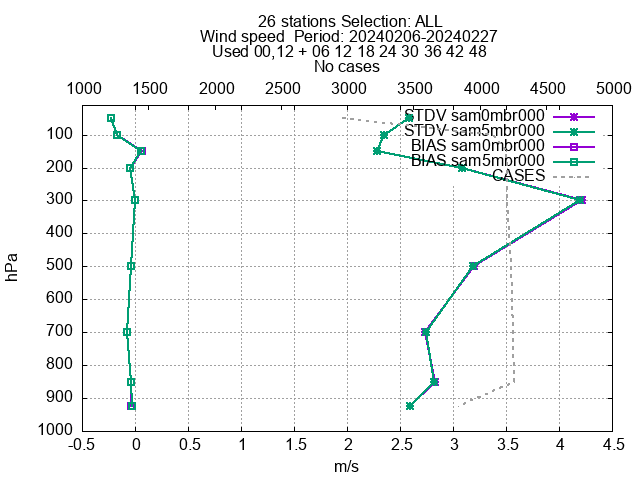 26 stations Selection: ALL
Wind speed  Period: 20240206-20240227
Used 00,12 + 06 12 18 24 30 36 42 48
No cases
1000 1500 2000 2500 3000 3500 4000 4500 5000
STDV sam0mbr000
STDV sam5mbr000
BIAS sam0mbr000
BIAS sam5mbr000
CASES
100
200
300
400
500
600
700
800
900
1000
hPa
-0.5 0 0.5 1 1.5 2 2.5 3 3.5 4 4.5
m/s